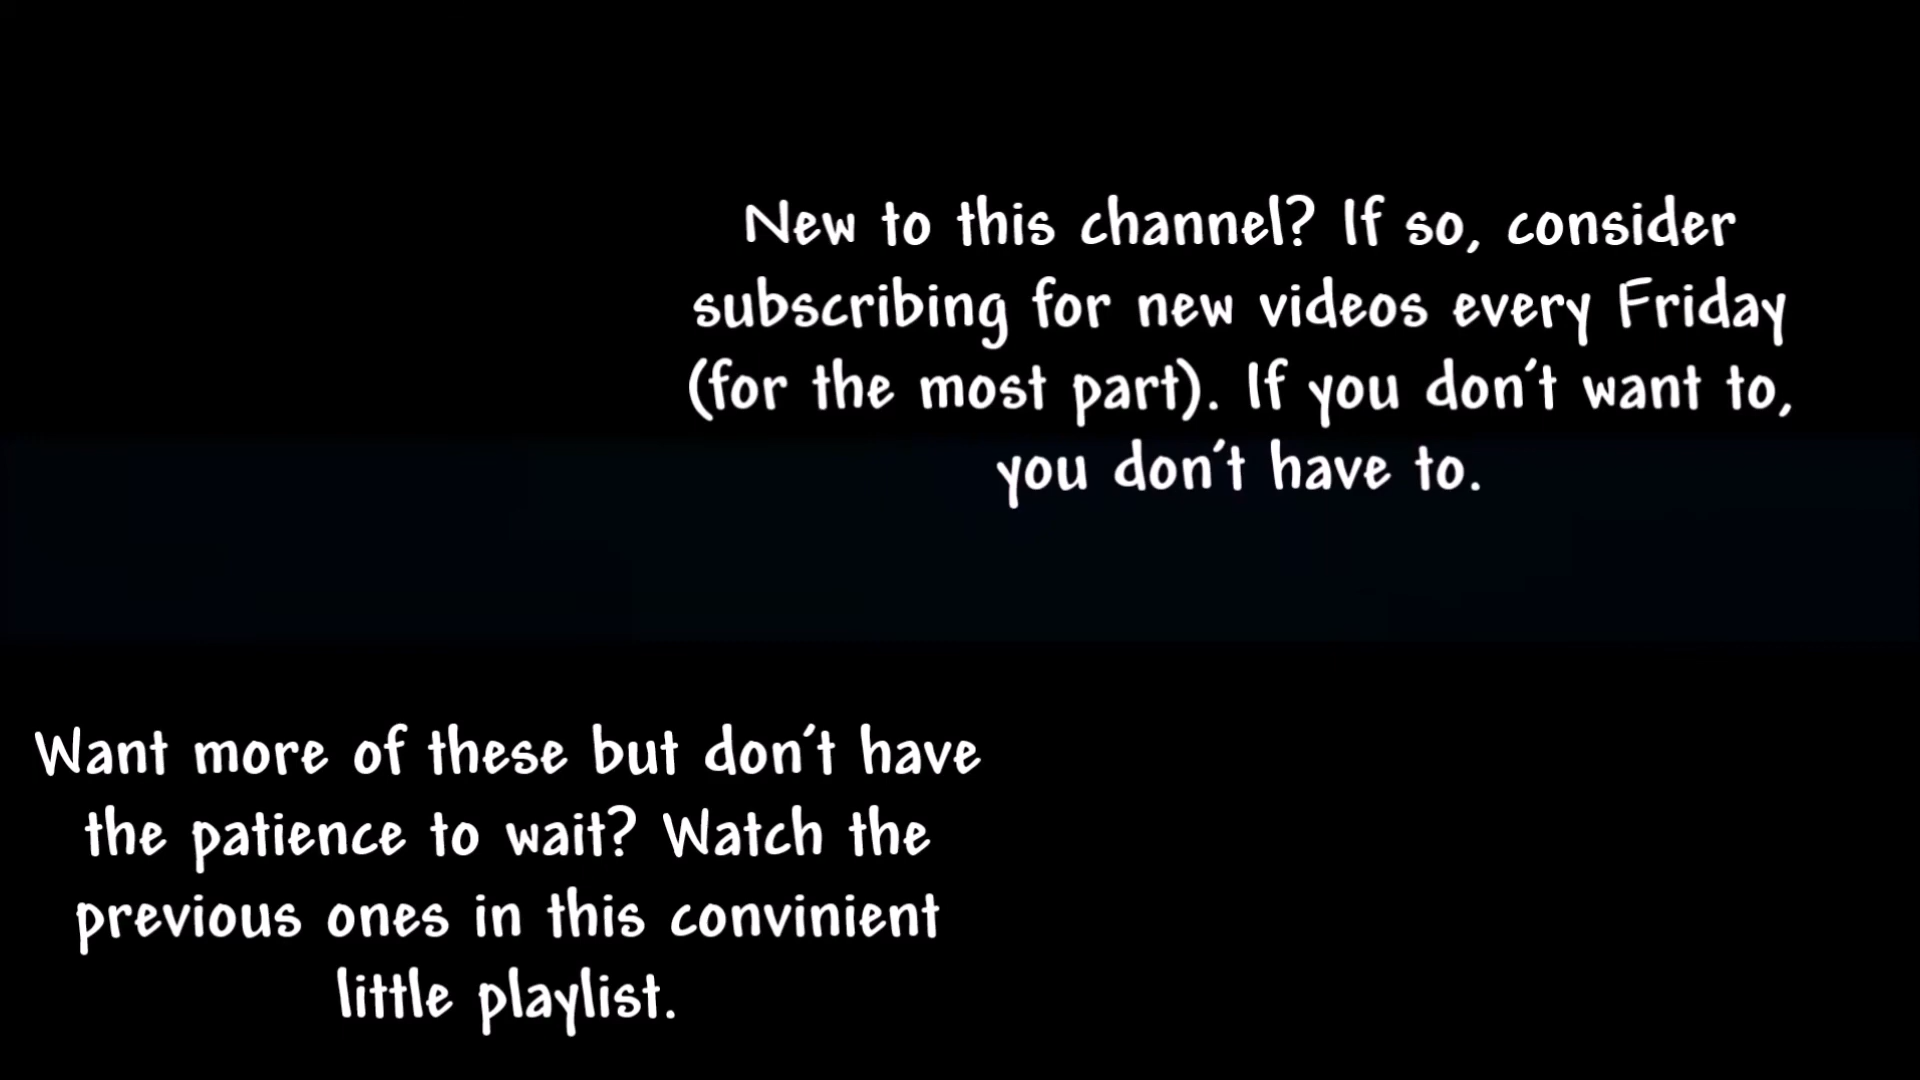 New to this channel? If so, consider
subscribing for new videos every Friday
(for the most part). If you don't want to,
you don't have to.
Want more of these but don't have
the patience to wait? Watch the
previous ones in this convinient
little playlist.